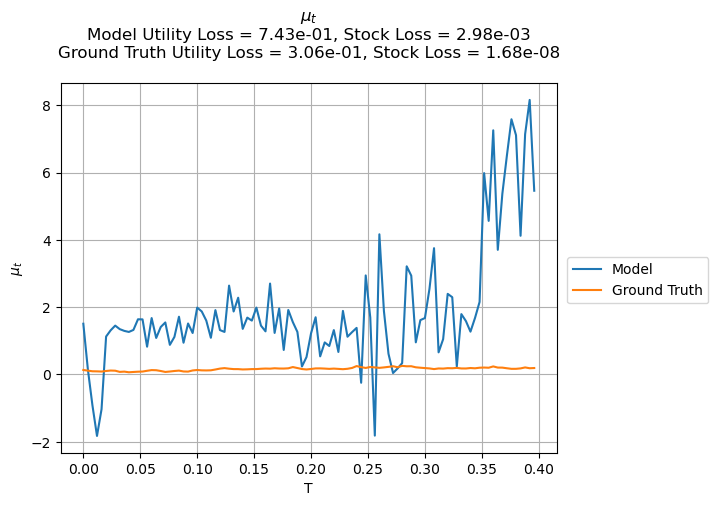 μt
Model Utility Loss = 7.43e-01, Stock Loss = 2.98e-03
Ground Truth Utility Loss = 3.06e-01, Stock Loss = 1.68e-08
8
6
4
2
0
−2
μt
0.00 0.05 0.10 0.15 0.20 0.25 0.30 0.35 0.40
T
Model
Ground Truth